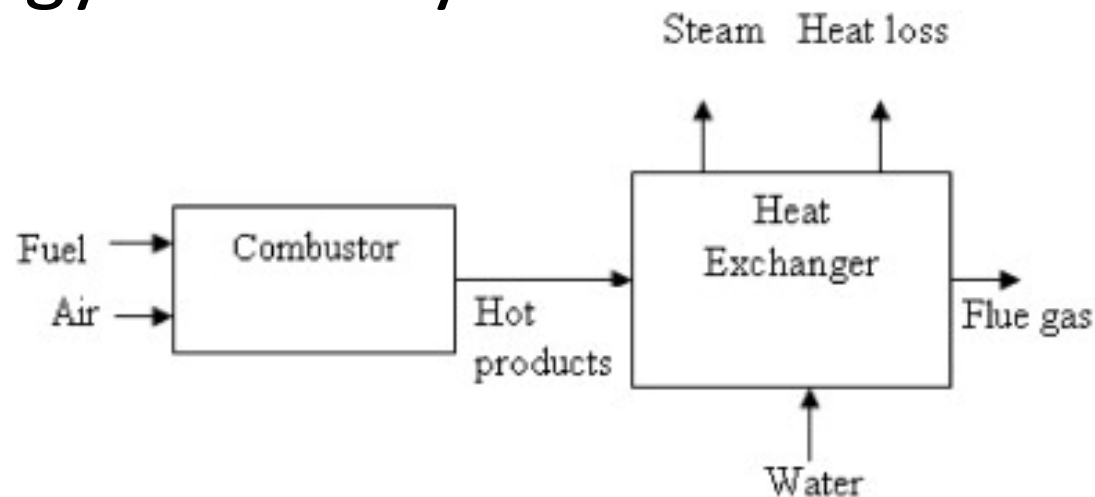 Steam Heat loss
Heat
Exchanger
Combustor
Fuel
Air
Hot
products
Flue gas
Water